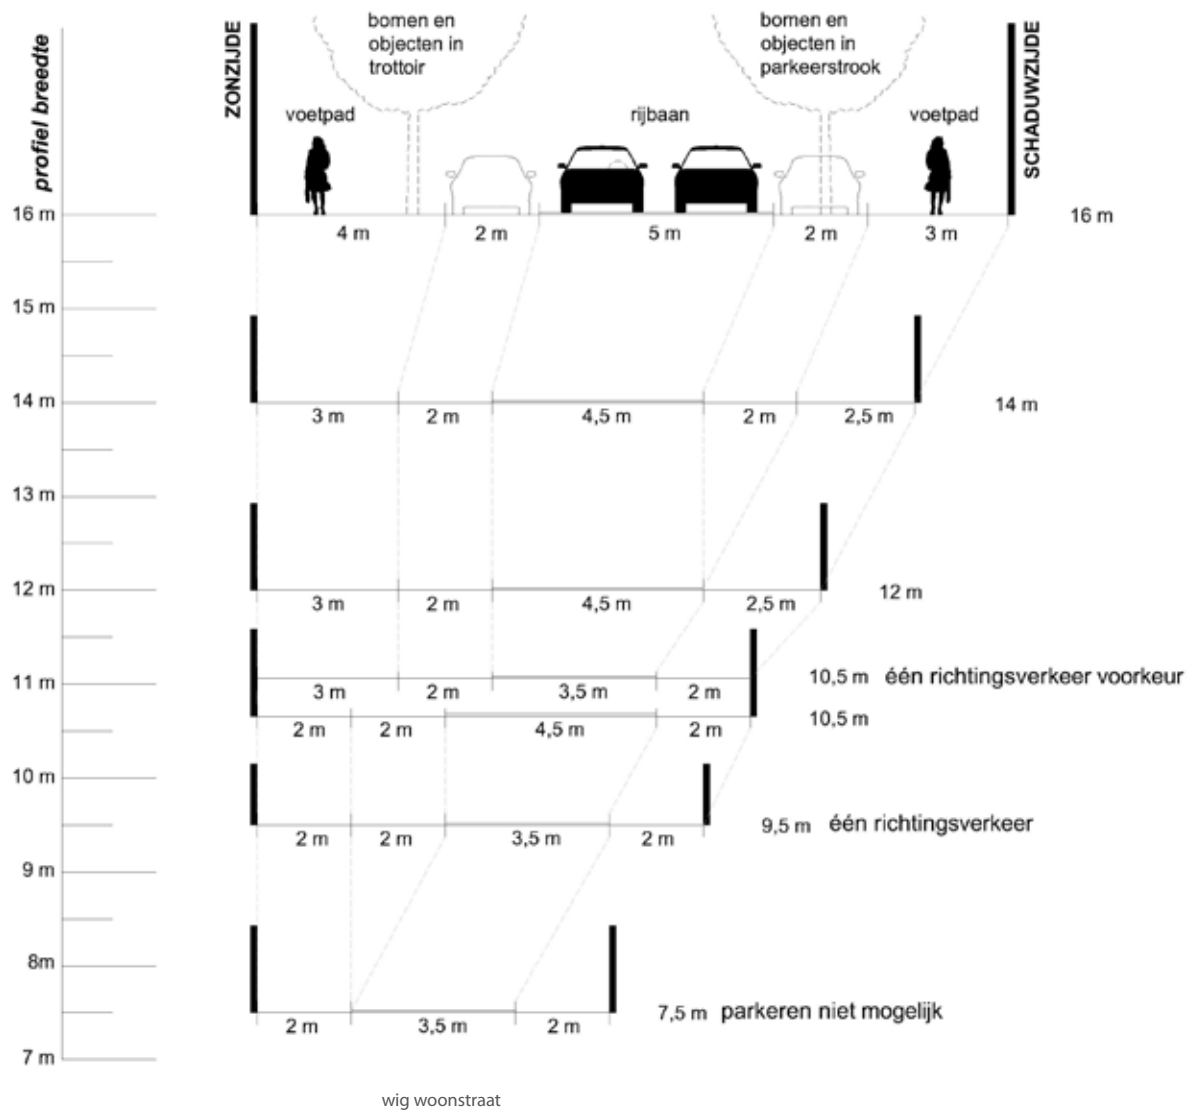 profiel breedte
ZONZIJDE
bomen en
objecten in
trottoir
bomen en
objecten in
parkeerstrook
SCHADUWZIJDE
voetpad
rijbaan
voetpad
16 m
4 m
2 m
5 m
2 m
3 m
16 m
15 m
14 m
3 m
2 m
4,5 m
2 m
2,5 m
14 m
13 m
12 m
3 m
2 m
4,5 m
2,5 m
12 m
11 m
3 m
2 m
3,5 m
2 m
10,5 m één richtingsverkeer voorkeur
2 m
2 m
4,5 m
2 m
10,5 m
10 m
2 m
2 m
3,5 m
2 m
9,5 m één richtingsverkeer
9 m
8m
2 m
3,5 m
2 m
7,5 m parkeren niet mogelijk
7 m
wig woonstraat